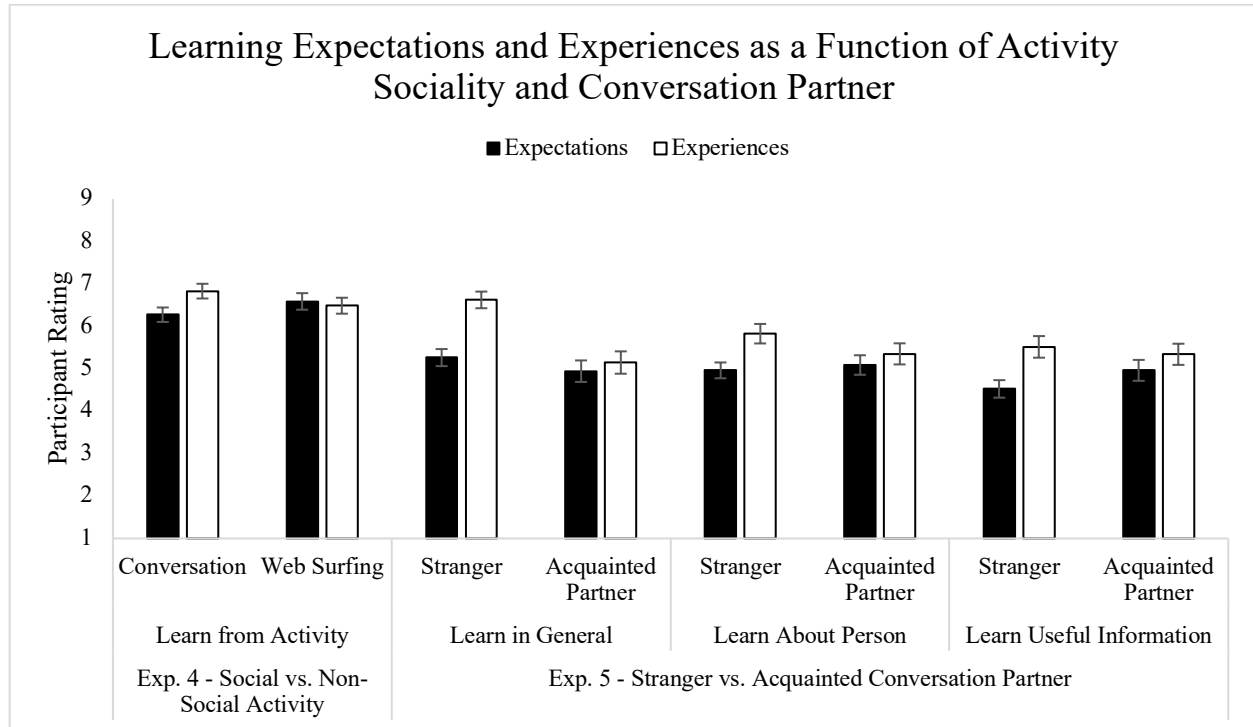 Learning Expectations and Experiences as a Function of Activity
Sociality and Conversation Partner
Expectations Experiences
9
8
7
6
5
4
3
2
1
Participant Rating
Conversation Web Surfing Stranger Acquainted Partner Stranger Acquainted Partner Stranger Acquainted Partner
Learn from Activity Learn in General Learn About Person Learn Useful Information
Exp. 4 - Social vs. Non-
Social Activity
Exp. 5 - Stranger vs. Acquainted Conversation Partner